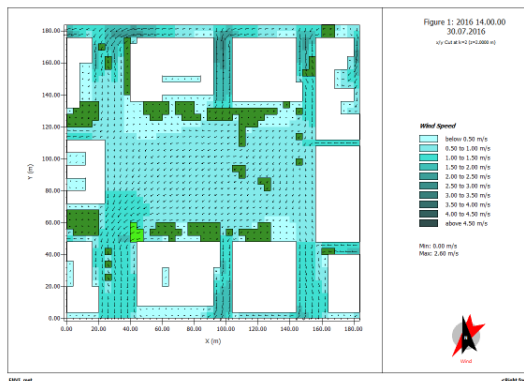 Figure 1: 2016 14.00.00
30.07.2016
x/y Cut at k=2 (z=3.0000 m)
Wind Speed
below 0.50 m/s
0.50 to 1.00 m/s
1.00 to 1.50 m/s
1.50 to 2.00 m/s
2.00 to 2.50 m/s
2.50 to 3.00 m/s
3.00 to 3.50 m/s
3.50 to 4.00 m/s
4.00 to 4.50 m/s
above 4.50 m/s
Min: 0.00 m/s
Max: 2.60 m/s
N
Wind
Y (m)
180.00
160.00
140.00
120.00
100.00
80.00
60.00
40.00
20.00
0.00
0.00 20.00 40.00 60.00 80.00 100.00 120.00 140.00 160.00 180.00
X (m)